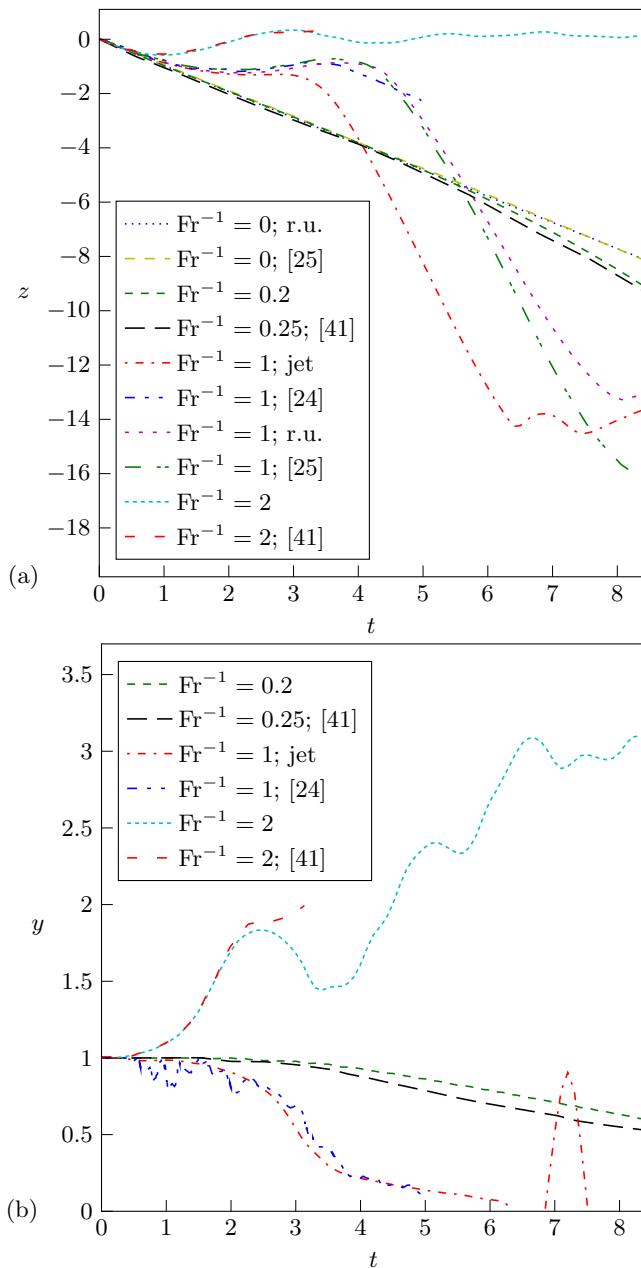 0
−2
−4
−6
−8
−10
−12
−14
−16
−18
z
Fr⁻¹ = 0; r.u.
Fr⁻¹ = 0; [25]
Fr⁻¹ = 0.2
Fr⁻¹ = 0.25; [41]
Fr⁻¹ = 1; jet
Fr⁻¹ = 1; [24]
Fr⁻¹ = 1; r.u.
Fr⁻¹ = 1; [25]
Fr⁻¹ = 2
Fr⁻¹ = 2; [41]
0 1 2 3 4 5 6 7 8
(a)
t
3.5
3
2.5
2
1.5
1
0.5
0
y
Fr⁻¹ = 0.2
Fr⁻¹ = 0.25; [41]
Fr⁻¹ = 1; jet
Fr⁻¹ = 1; [24]
Fr⁻¹ = 2
Fr⁻¹ = 2; [41]
(b)
0 1 2 3 4 5 6 7 8
t